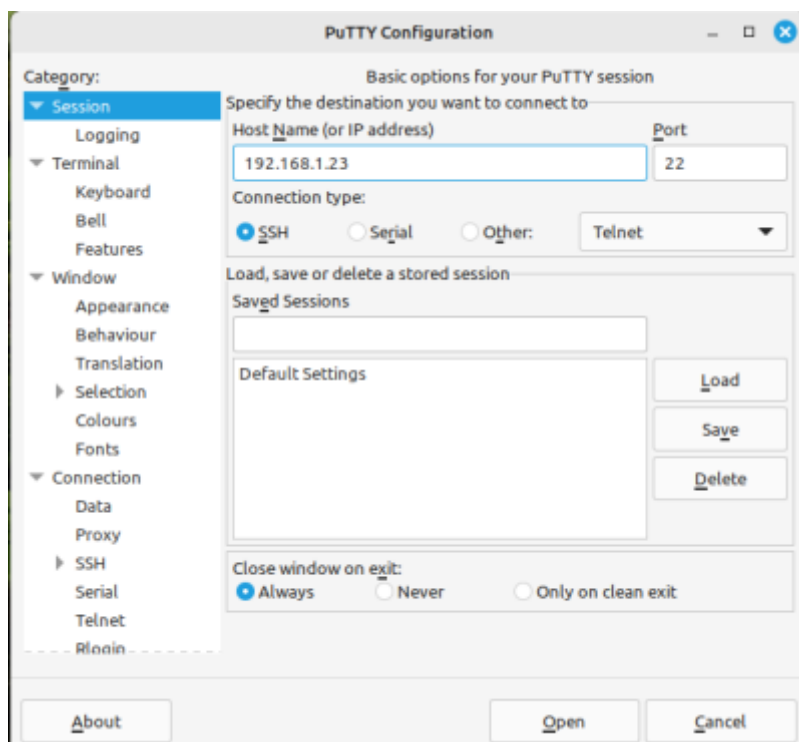 PuTTY Configuration
Category:
Session
Logging
Terminal
Keyboard
Bell
Features
Window
Appearance
Behaviour
Translation
Selection
Colours
Fonts
Connection
Data
Proxy
SSH
Serial
Telnet
Rlogin
Basic options for your PuTTY session
Specify the destination you want to connect to
Host Name (or IP address) Port
192.168.1.23 22
Connection type:
SSH Serial Other: Telnet
Load, save or delete a stored session
Saved Sessions
Default Settings
Load
Save
Delete
Close window on exit:
Always Never Only on clean exit
About Open Cancel